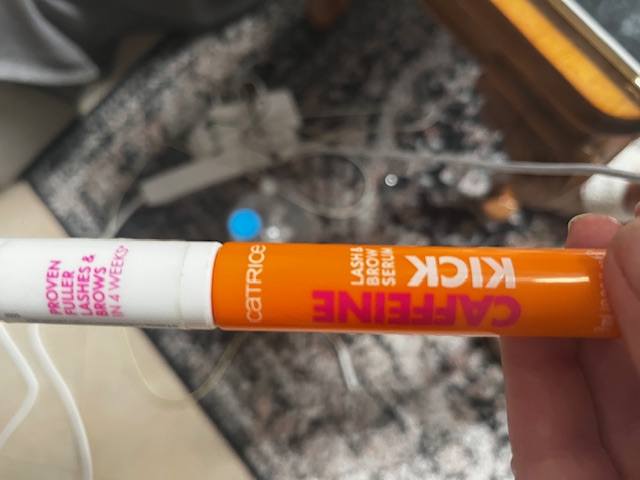 PROVEN
FULLER
LASHES &
BROWS
IN 4 WEEKS*
CATRICE
CAFFEINE
KICK
LASH &
BROW
SERUM